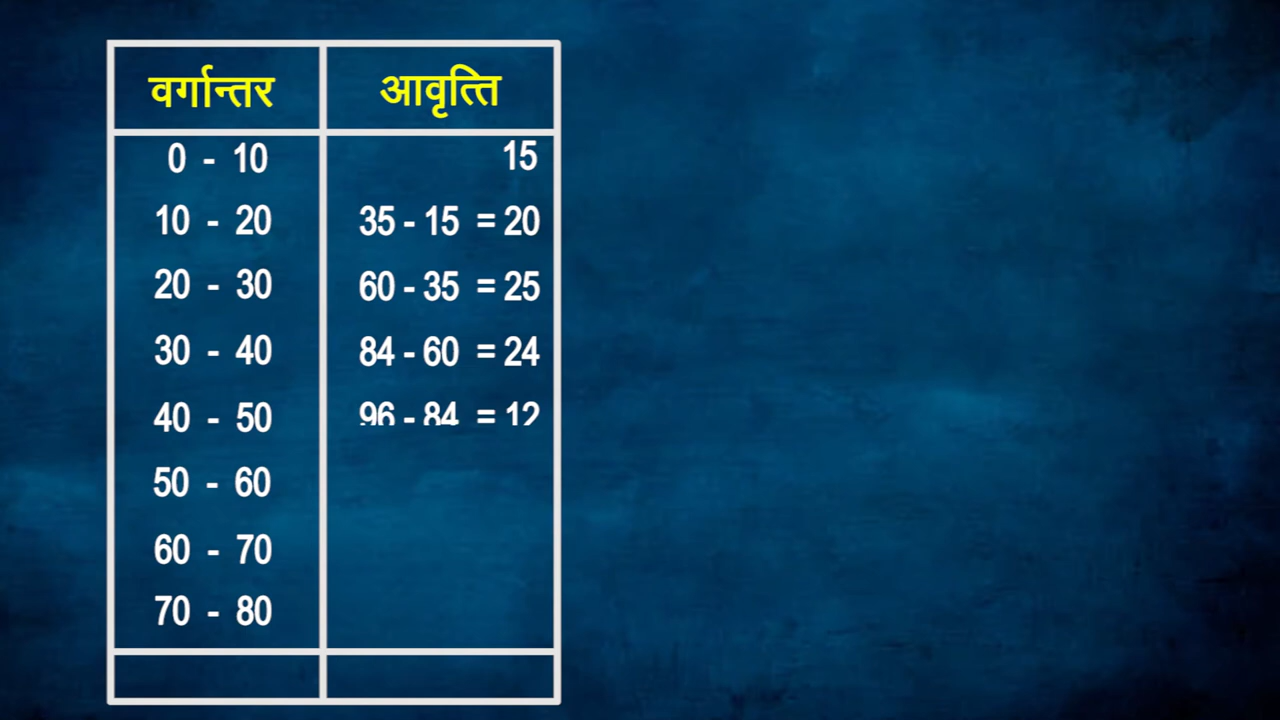 वर्गान्तर आवृत्ति
0 - 10 15
10 - 20 35 - 15 = 20
20 - 30 60 - 35 = 25
30 - 40 84 - 60 = 24
40 - 50 96 - 84 = 12
50 - 60
60 - 70
70 - 80